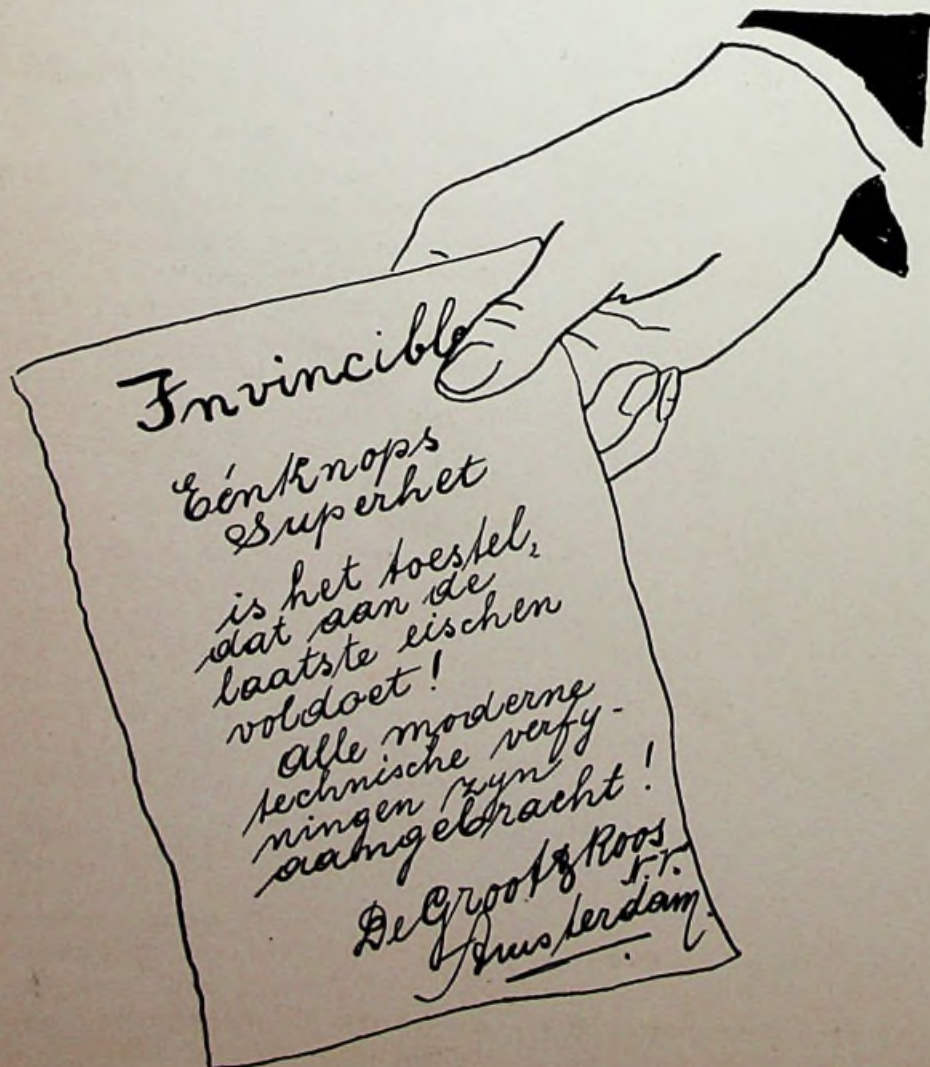 Invincible
Eénknops
Superhet
is het toestel,
dat aan de
laatste eischen
voldoet!
Alle moderne
technische verfy-
ningen zyn
aangebracht!
De Groot & Roos
Amsterdam.